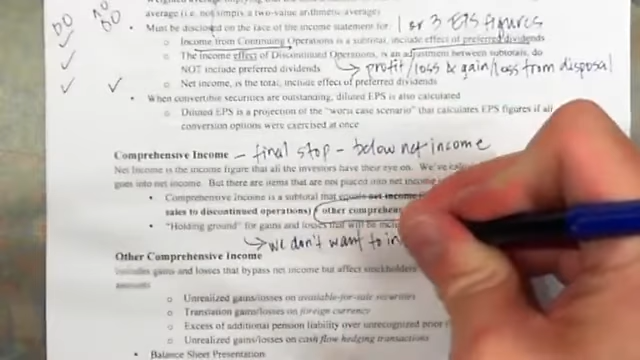 average (i.e. not simply a two-value arithmetic average)
DO NO DO
Must be disclosed on the face of the income statement for 1 or 3 EPS figures
Income from Continuing Operations is a subtotal, include effect of preferred dividends
The income effect of Discontinued Operations, is an adjustment between subtotals, do
NOT include preferred dividends → profit/loss & gain/loss from disposal
Net income, is the total, include effect of preferred dividends
When convertible securities are outstanding, diluted EPS is also calculated
Diluted EPS is a projection of the "worst case scenario" that calculates EPS figures if all
conversion options were exercised at once
Comprehensive Income – final stop – below net income
Net Income is the income figure that all the investors have their eye on. We've
goes into net income. But there are items that are not placed into net income
Comprehensive Income is a subtotal that equals net income
sales to discontinued operations) + other comprehen
"Holding ground" for gains and losses that will be
→ we don't want to in
Other Comprehensive Income
Includes gains and losses that bypass net income but affect stockholders
amounts
Unrealized gains/losses on available-for-sale securities
Translation gains/losses on foreign currency
Excess of additional pension liability over unrecognized prior
Unrealized gains/losses on cash flow hedging transactions
Balance Sheet Presentation